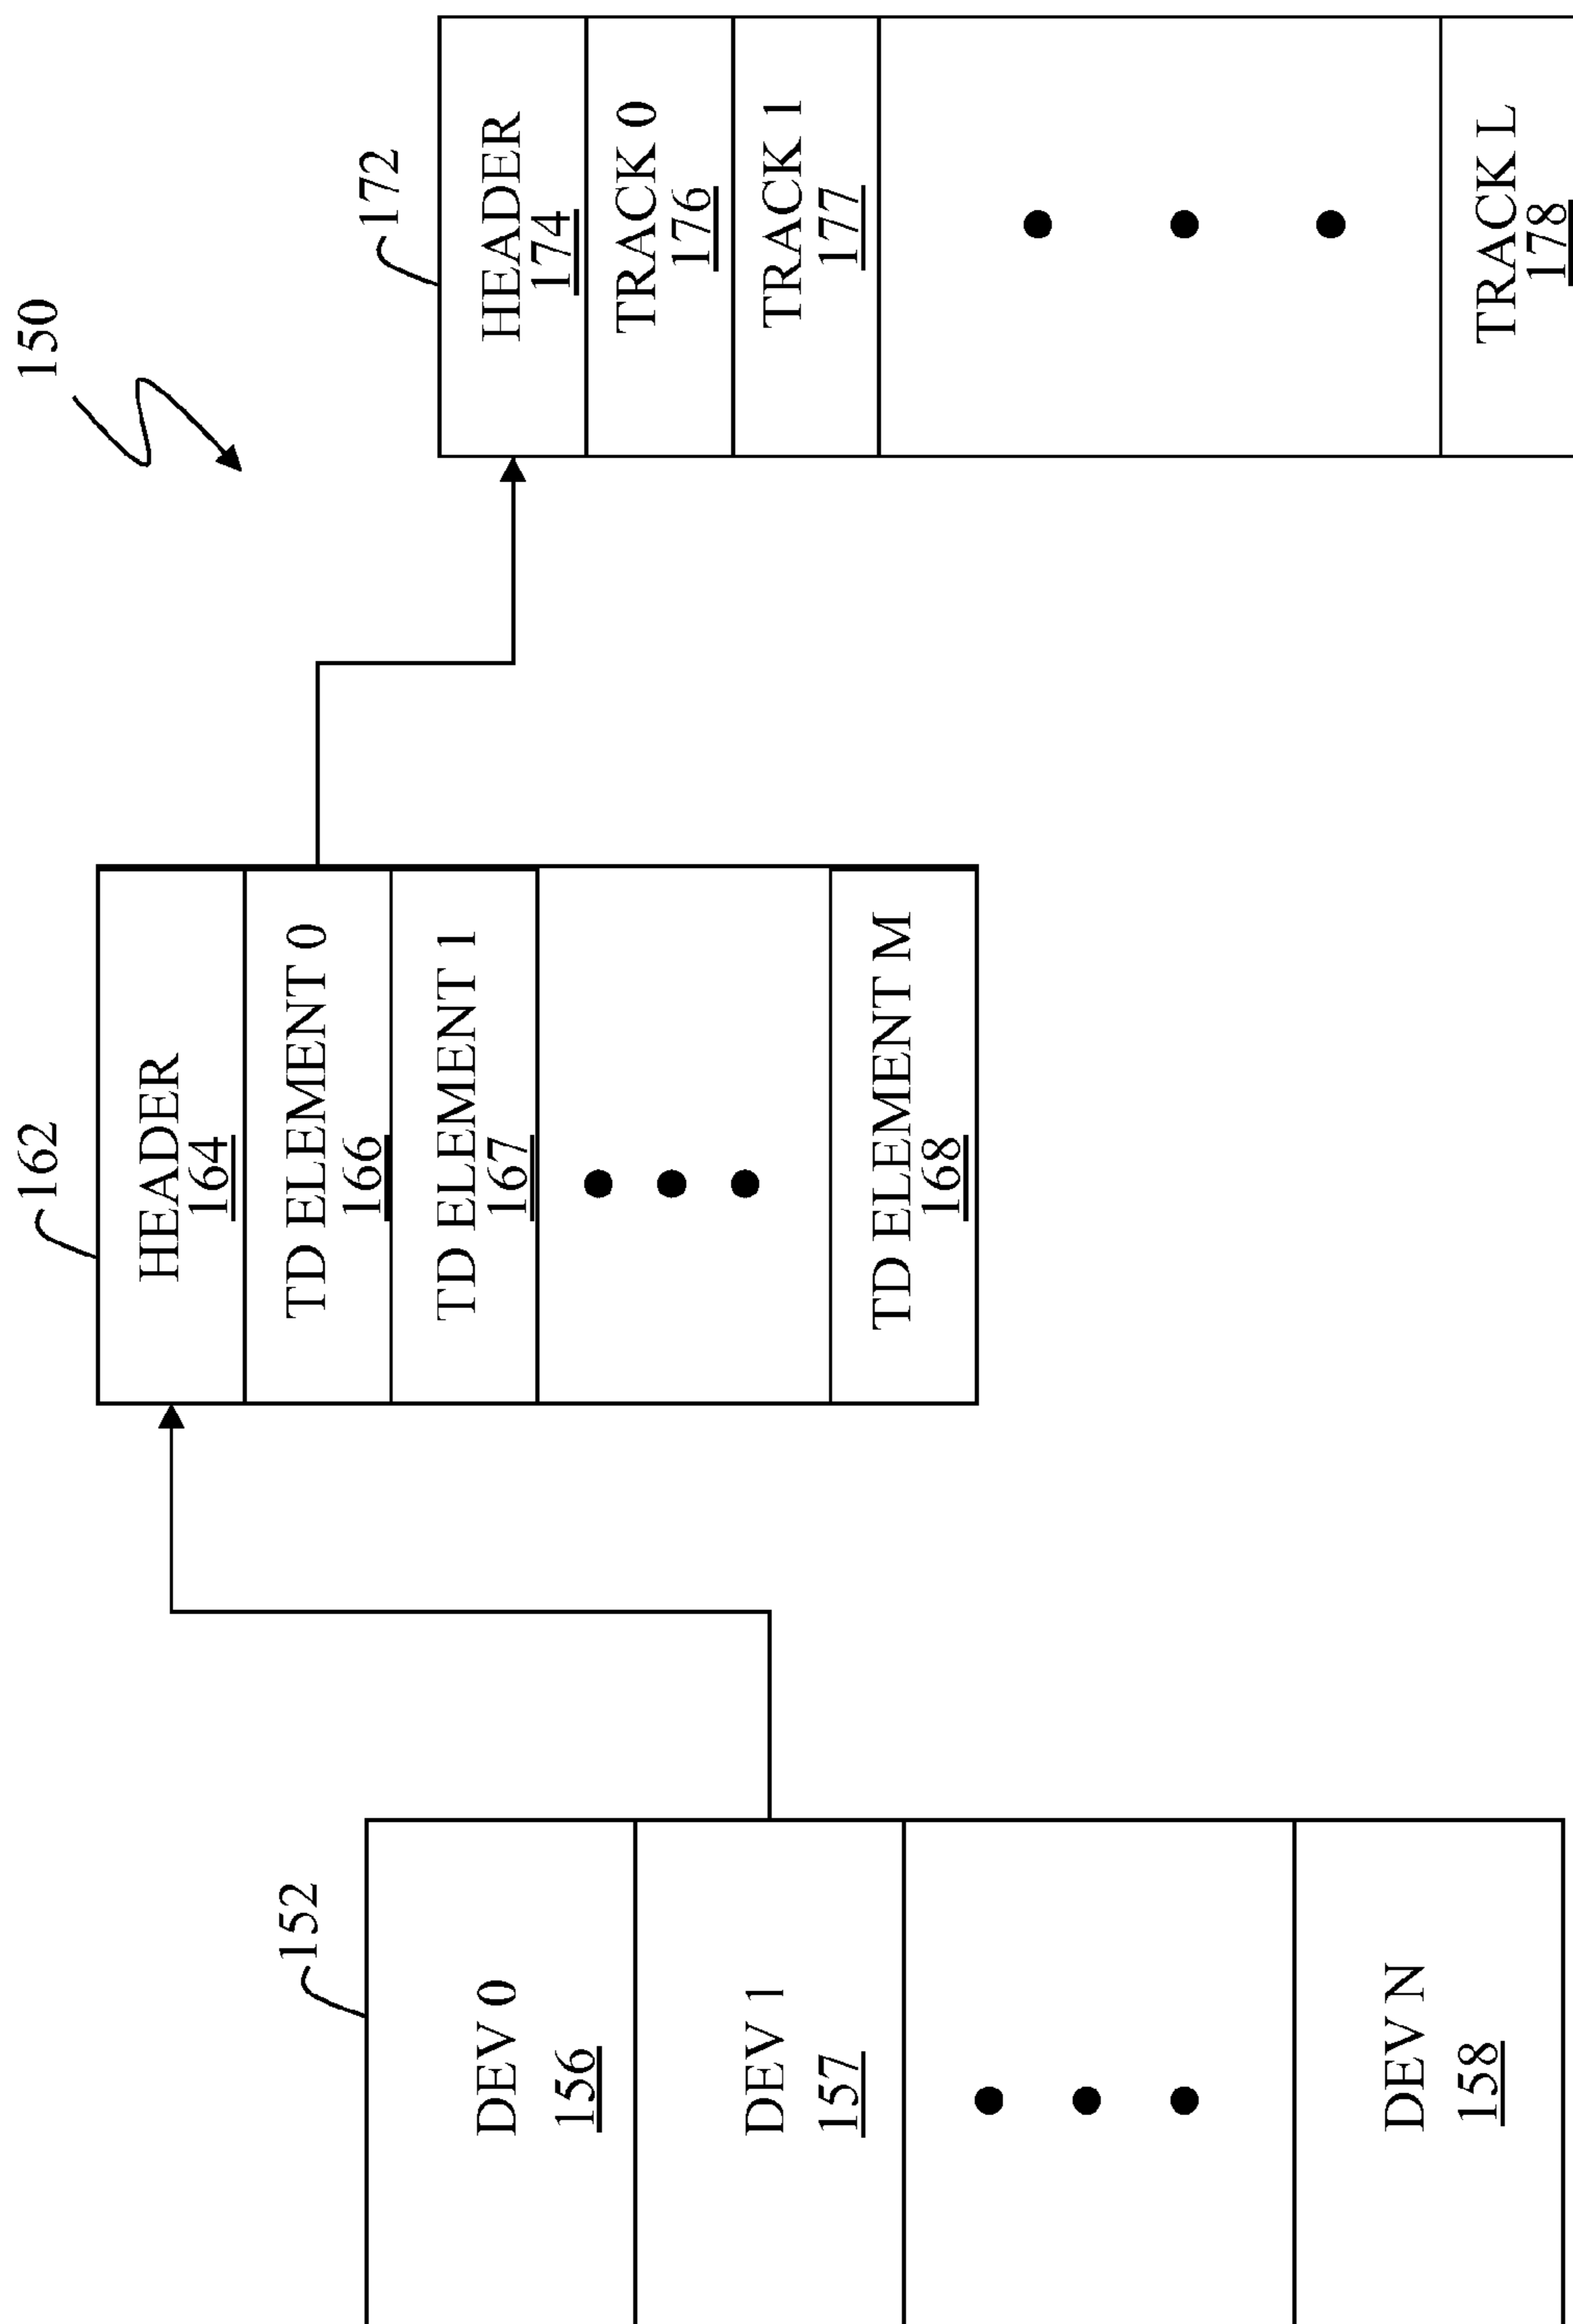 150
152
DEV 0
156
DEV 1
157
DEV N
158
162
HEADER
164
TD ELEMENT 0
166
TD ELEMENT 1
167
TD ELEMENT M
168
172
HEADER
174
TRACK 0
176
TRACK 1
177
TRACK L
178